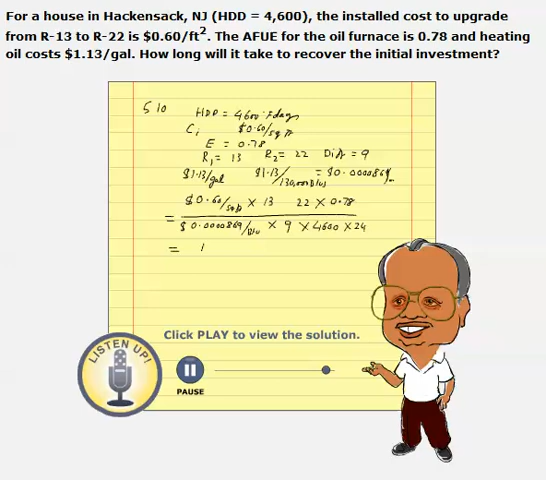 For a house in Hackensack, NJ (HDD = 4,600), the installed cost to upgrade
from R-13 to R-22 is $0.60/ft². The AFUE for the oil furnace is 0.78 and heating
oil costs $1.13/gal. How long will it take to recover the initial investment?
5 10 HDD = 4600 °F days
Ci $0.60/sq ft
E = 0.78
R₁ = 13 R₂ = 22 Diff = 9
$1.13/gal $1.13/130,000 Btus = $0.0000869/
$0.60/sq ft × 13 22 × 0.78
= $0.0000869/Btu × 9 × 4600 × 24
= 1
Click PLAY to view the solution.
LISTEN UP!
PAUSE